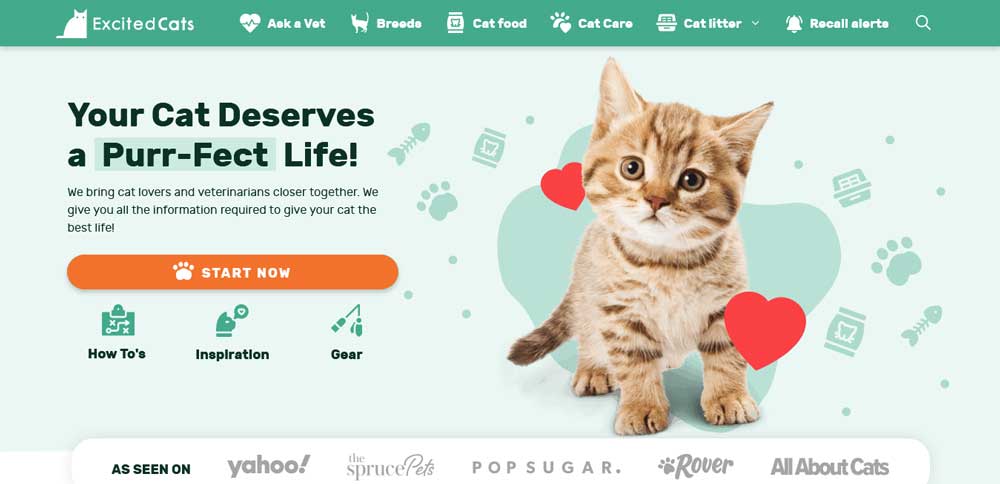 ExcitedCats
Ask a Vet
Breeds
Cat food
Cat Care
Cat litter
Recall alerts
Your Cat Deserves
a Purr-Fect Life!
We bring cat lovers and veterinarians closer together. We
give you all the information required to give your cat the
best life!
START NOW
How To's
Inspiration
Gear
AS SEEN ON
yahoo!
the
sprucePets
POPSUGAR.
Rover
All About Cats